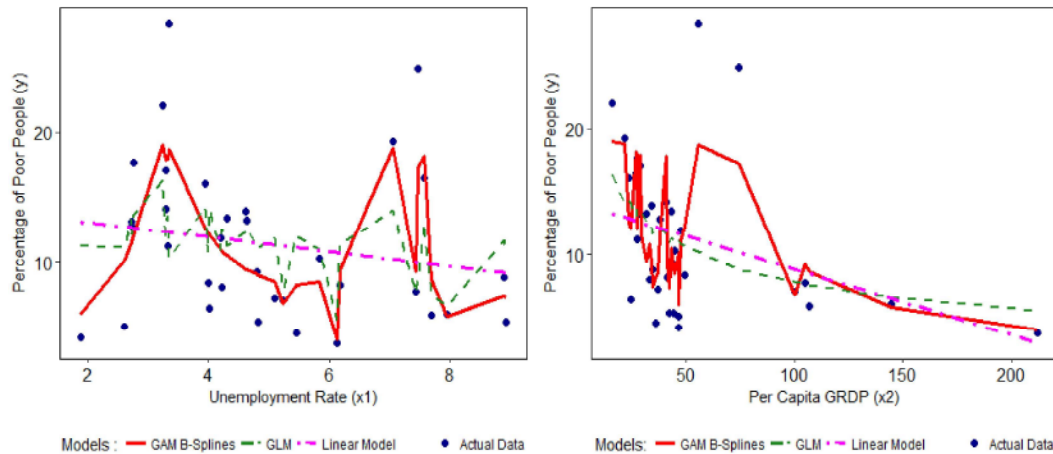 Percentage of Poor People (y)
20
10
2 4 6 8
Unemployment Rate (x1)
Models : GAM B-Splines GLM Linear Model Actual Data
Percentage of Poor People (y)
20
10
50 100 150 200
Per Capita GRDP (x2)
Models : GAM B-Splines GLM Linear Model Actual Data